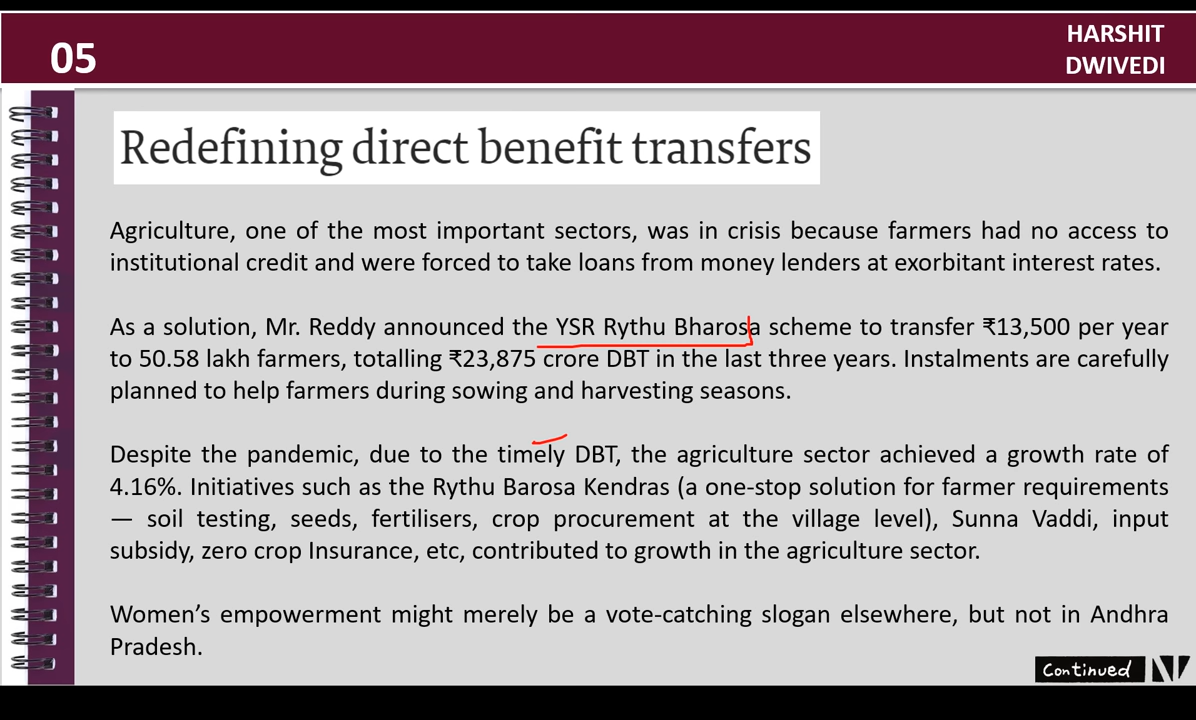 05
HARSHIT
DWIVEDI
Redefining direct benefit transfers
Agriculture, one of the most important sectors, was in crisis because farmers had no access to
institutional credit and were forced to take loans from money lenders at exorbitant interest rates.
As a solution, Mr. Reddy announced the YSR Rythu Bharosa scheme to transfer ₹13,500 per year
to 50.58 lakh farmers, totalling ₹23,875 crore DBT in the last three years. Instalments are carefully
planned to help farmers during sowing and harvesting seasons.
Despite the pandemic, due to the timely DBT, the agriculture sector achieved a growth rate of
4.16%. Initiatives such as the Rythu Barosa Kendras (a one-stop solution for farmer requirements
— soil testing, seeds, fertilisers, crop procurement at the village level), Sunna Vaddi, input
subsidy, zero crop Insurance, etc, contributed to growth in the agriculture sector.
Women’s empowerment might merely be a vote-catching slogan elsewhere, but not in Andhra
Pradesh.
Continued